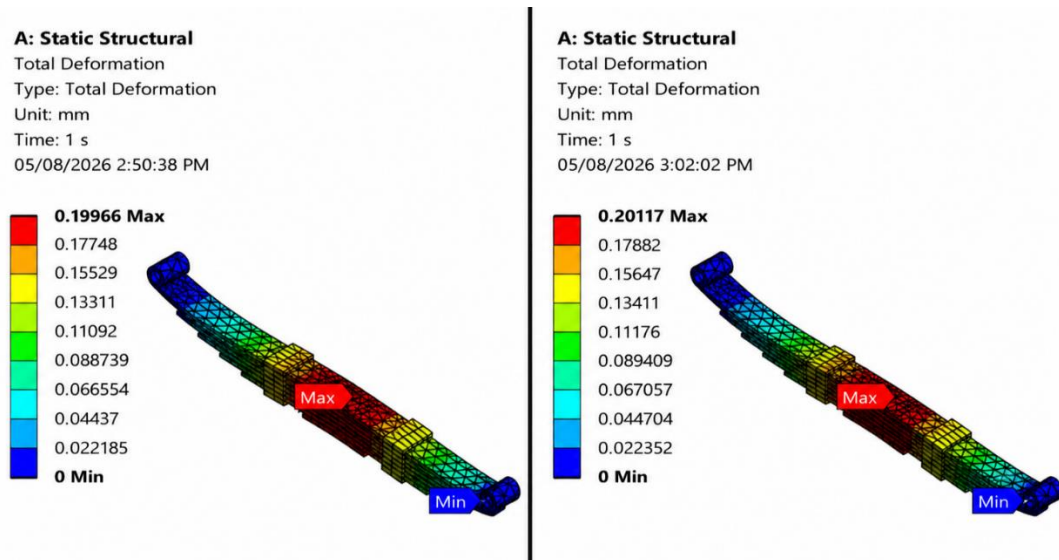 A: Static Structural
Total Deformation
Type: Total Deformation
Unit: mm
Time: 1 s
05/08/2026 2:50:38 PM
0.19966 Max
0.17748
0.15529
0.13311
0.11092
0.088739
0.066554
0.04437
0.022185
0 Min
Max
Min
A: Static Structural
Total Deformation
Type: Total Deformation
Unit: mm
Time: 1 s
05/08/2026 3:02:02 PM
0.20117 Max
0.17882
0.15647
0.13411
0.11176
0.089409
0.067057
0.044704
0.022352
0 Min
Max
Min